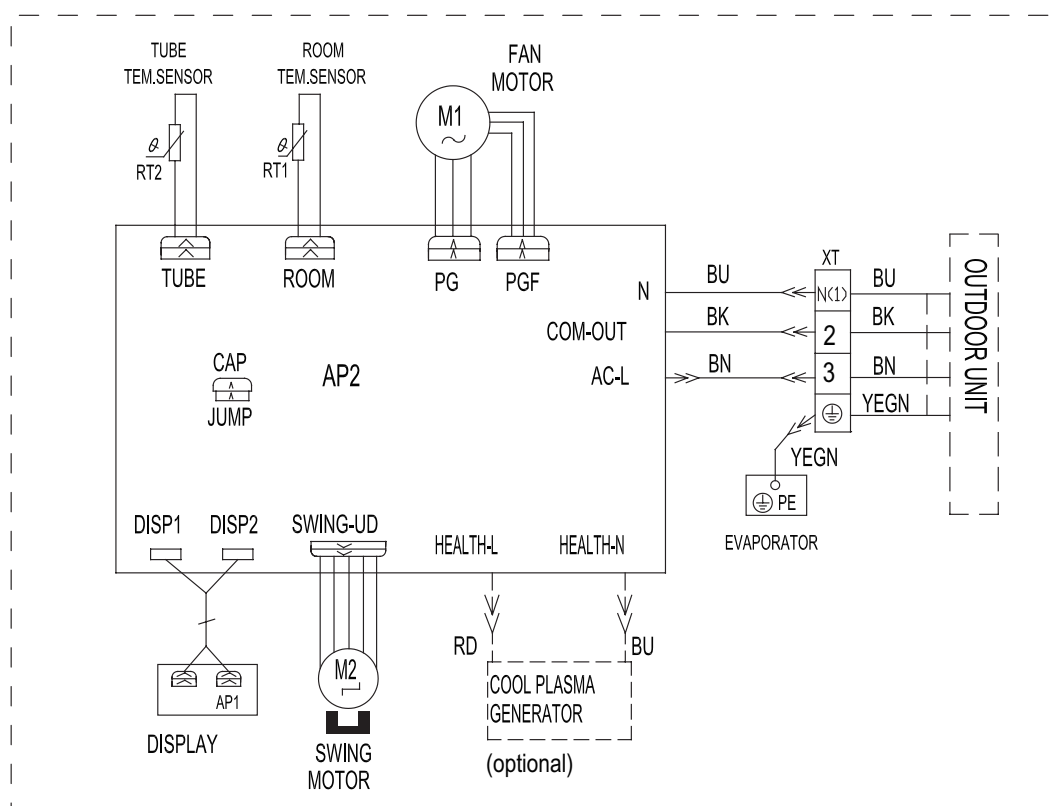 TUBE
TEM.SENSOR
ROOM
TEM.SENSOR
FAN
MOTOR
M1
θ
RT2
θ
RT1
TUBE
ROOM
PG
PGF
XT
N
BU
N(1)
BU
COM-OUT
BK
2
BK
AC-L
BN
3
BN
YEGN
YEGN
OUTDOOR UNIT
CAP
JUMP
AP2
PE
EVAPORATOR
DISP1
DISP2
SWING-UD
HEALTH-L
HEALTH-N
RD
BU
M2
AP1
COOL PLASMA
GENERATOR
DISPLAY
SWING
MOTOR
(optional)